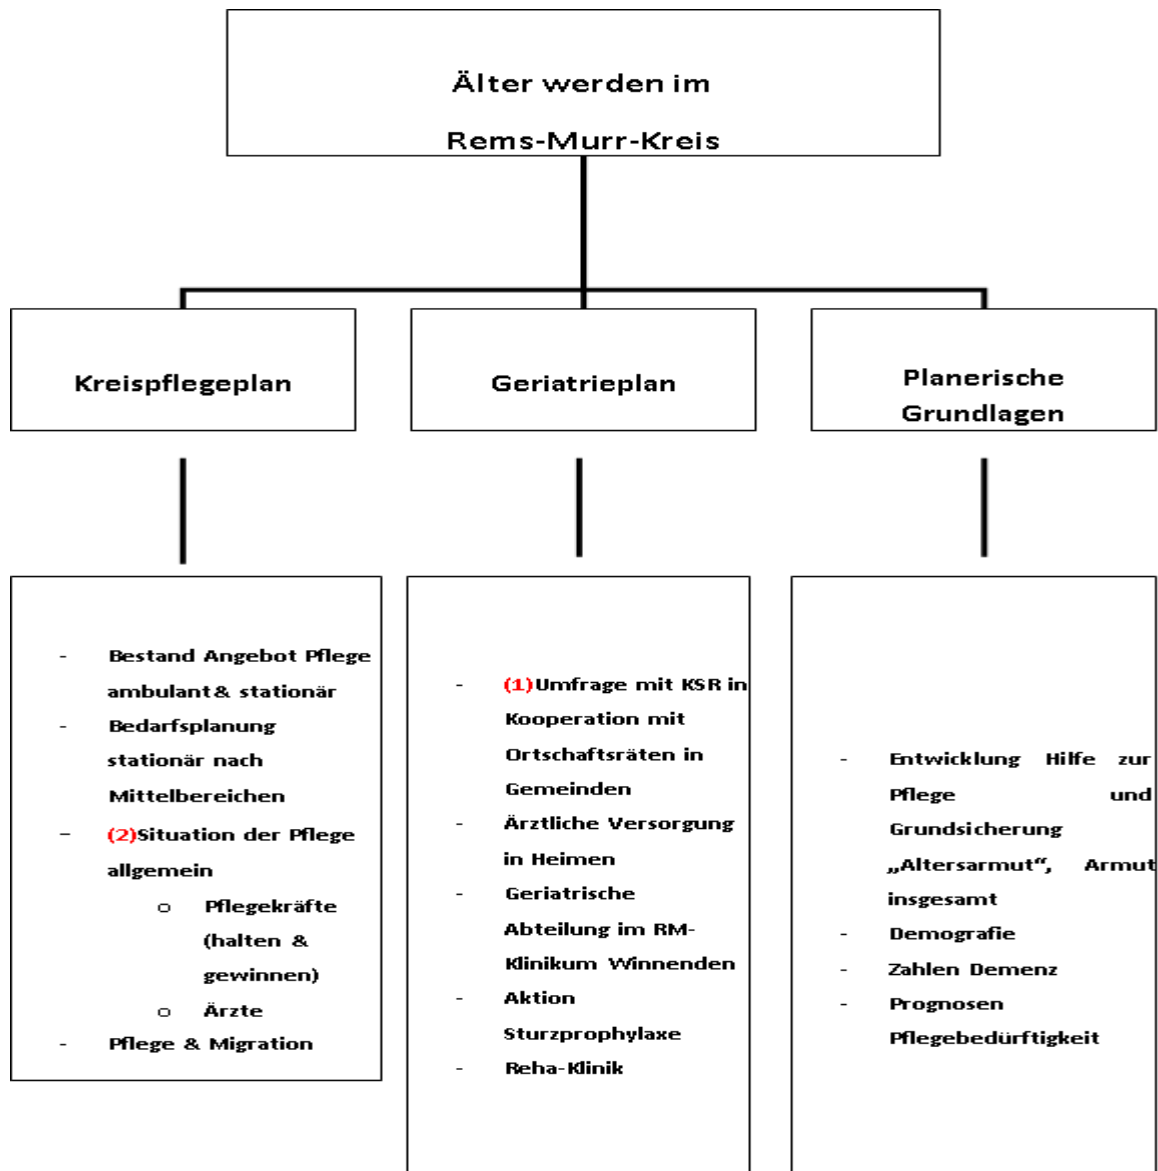 Älter werden im
Rems-Murr-Kreis
Kreispflegeplan
Geriatrieplan
Planerische
Grundlagen
- Bestand Angebot Pflege
ambulant & stationär
- Bedarfsplanung
stationär nach
Mittelbereichen
- (2)Situation der Pflege
allgemein
o Pflegekräfte
(halten &
gewinnen)
o Ärzte
- Pflege & Migration
- (1)Umfrage mit KSR in
Kooperation mit
Ortschaftsräten in
Gemeinden
- Ärztliche Versorgung
in Heimen
- Geriatrische
Abteilung im RM-
Klinikum Winnenden
- Aktion
Sturzprophylaxe
- Reha-Klinik
- Entwicklung Hilfe zur
Pflege und
Grundsicherung
„Altersarmut“, Armut
insgesamt
- Demografie
- Zahlen Demenz
- Prognosen
Pflegebedürftigkeit